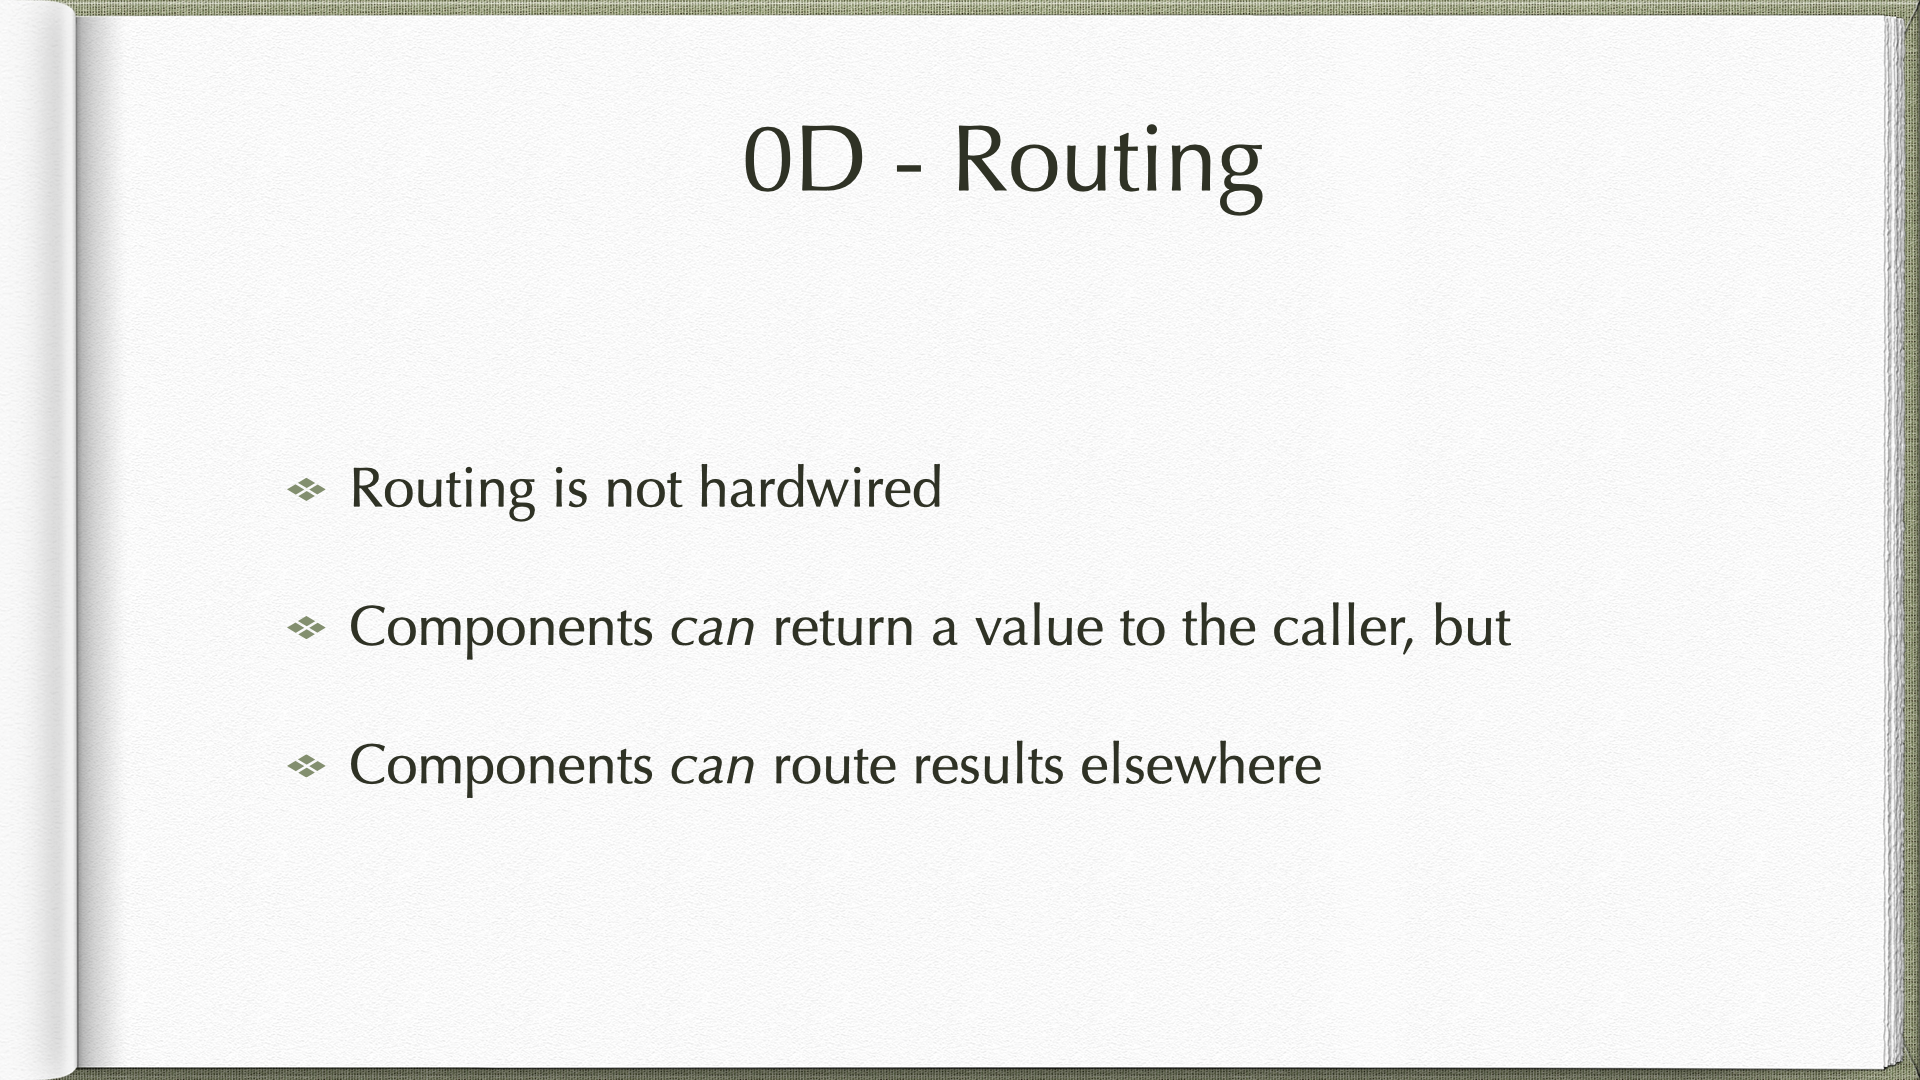 0D - Routing
Routing is not hardwired
Components can return a value to the caller, but
Components can route results elsewhere